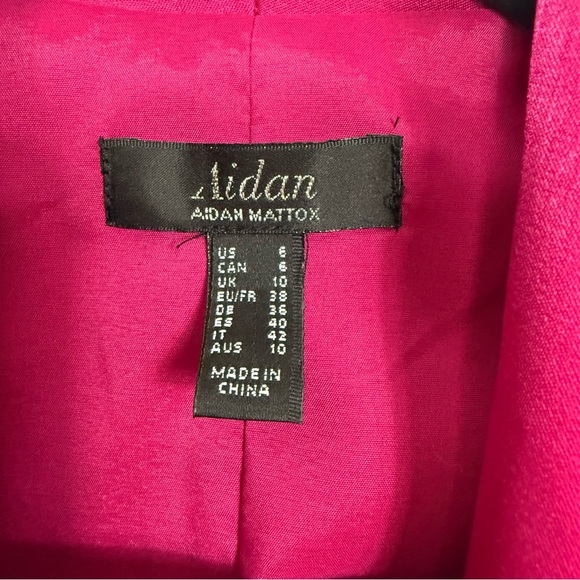 Aidan
AIDAN MATTOX
US 6
CAN 6
UK 10
EU/FR 38
DE 36
ES 40
IT 42
AUS 10
MADE IN
CHINA